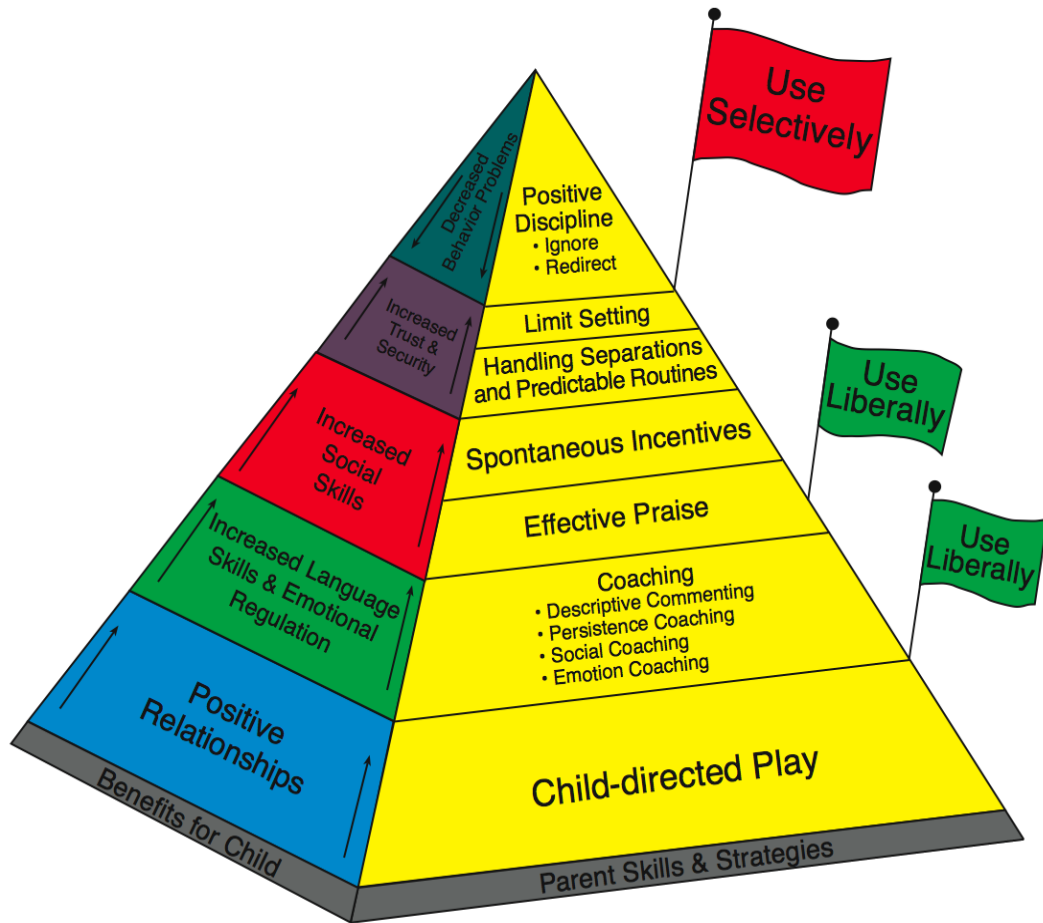 Use
Selectively
Decreased
Behavior Problems
Positive
Discipline
• Ignore
• Redirect
Increased
Trust &
Security
Limit Setting
Handling Separations
and Predictable Routines
Use
Liberally
Increased
Social
Skills
Spontaneous Incentives
Effective Praise
Use
Liberally
Increased Language
Skills & Emotional
Regulation
Coaching
• Descriptive Commenting
• Persistence Coaching
• Social Coaching
• Emotion Coaching
Positive
Relationships
Child-directed Play
Benefits for Child
Parent Skills & Strategies